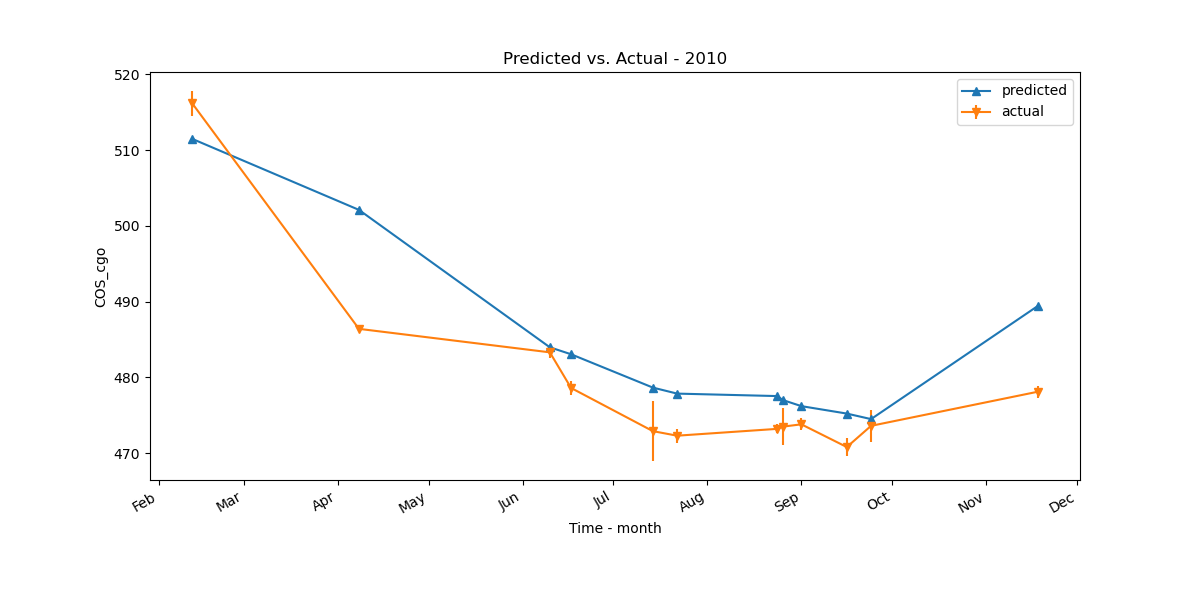 Predicted vs. Actual - 2010
predicted
actual
520
510
500
490
480
470
COS_cgo
Feb
Mar
Apr
May
Jun
Jul
Aug
Sep
Oct
Nov
Dec
Time - month